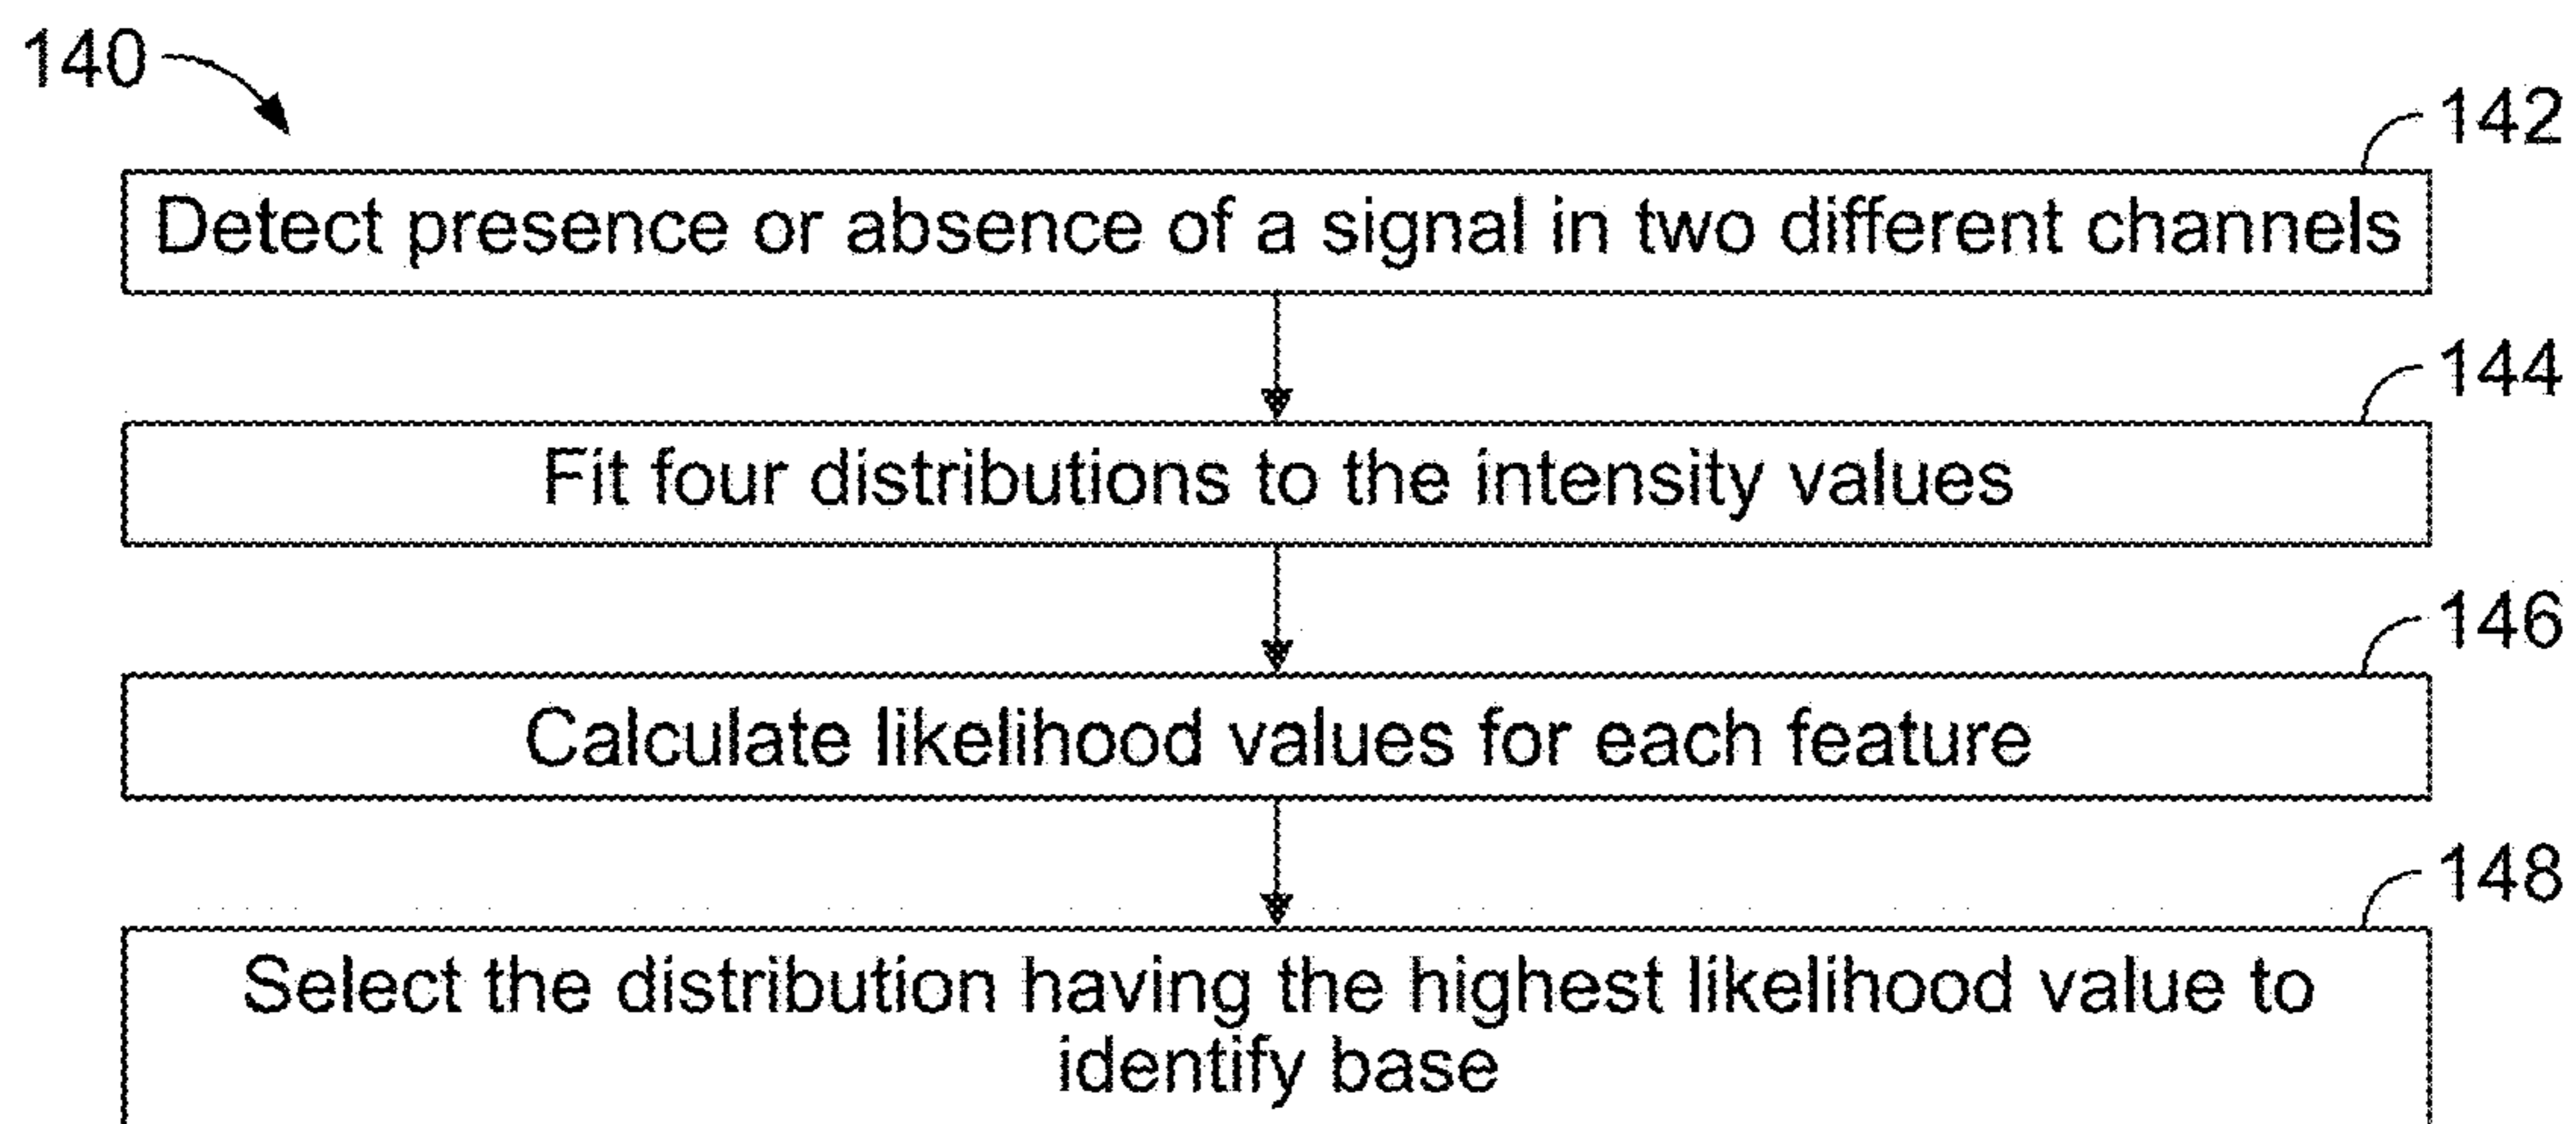 140
142
Detect presence or absence of a signal in two different channels
144
Fit four distributions to the intensity values
146
Calculate likelihood values for each feature
148
Select the distribution having the highest likelihood value to
identify base